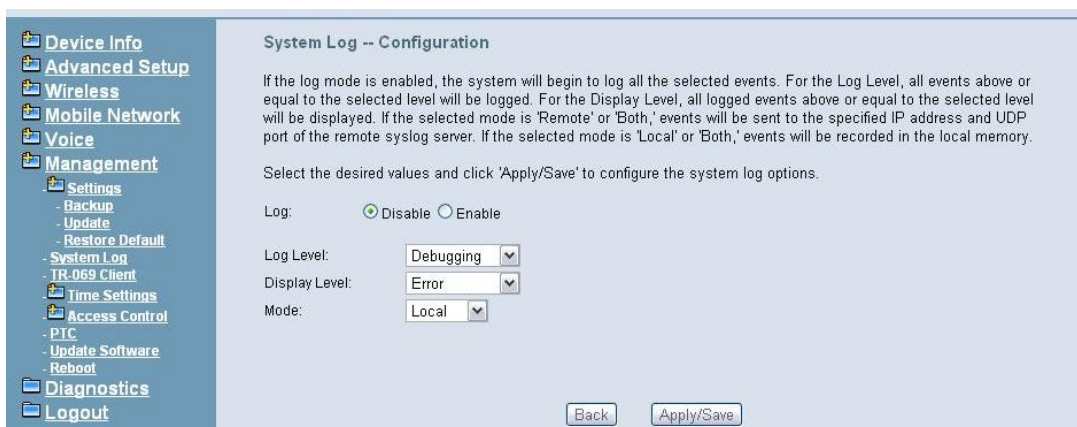 Device Info
Advanced Setup
Wireless
Mobile Network
Voice
Management
Settings
- Backup
- Update
- Restore Default
- System Log
- TR-069 Client
Time Settings
Access Control
- PTC
- Update Software
- Reboot
Diagnostics
Logout
System Log -- Configuration
If the log mode is enabled, the system will begin to log all the selected events. For the Log Level, all events above or
equal to the selected level will be logged. For the Display Level, all logged events above or equal to the selected level
will be displayed. If the selected mode is 'Remote' or 'Both,' events will be sent to the specified IP address and UDP
port of the remote syslog server. If the selected mode is 'Local' or 'Both,' events will be recorded in the local memory.
Select the desired values and click 'Apply/Save' to configure the system log options.
Log: Disable Enable
Log Level: Debugging
Display Level: Error
Mode: Local
Back Apply/Save